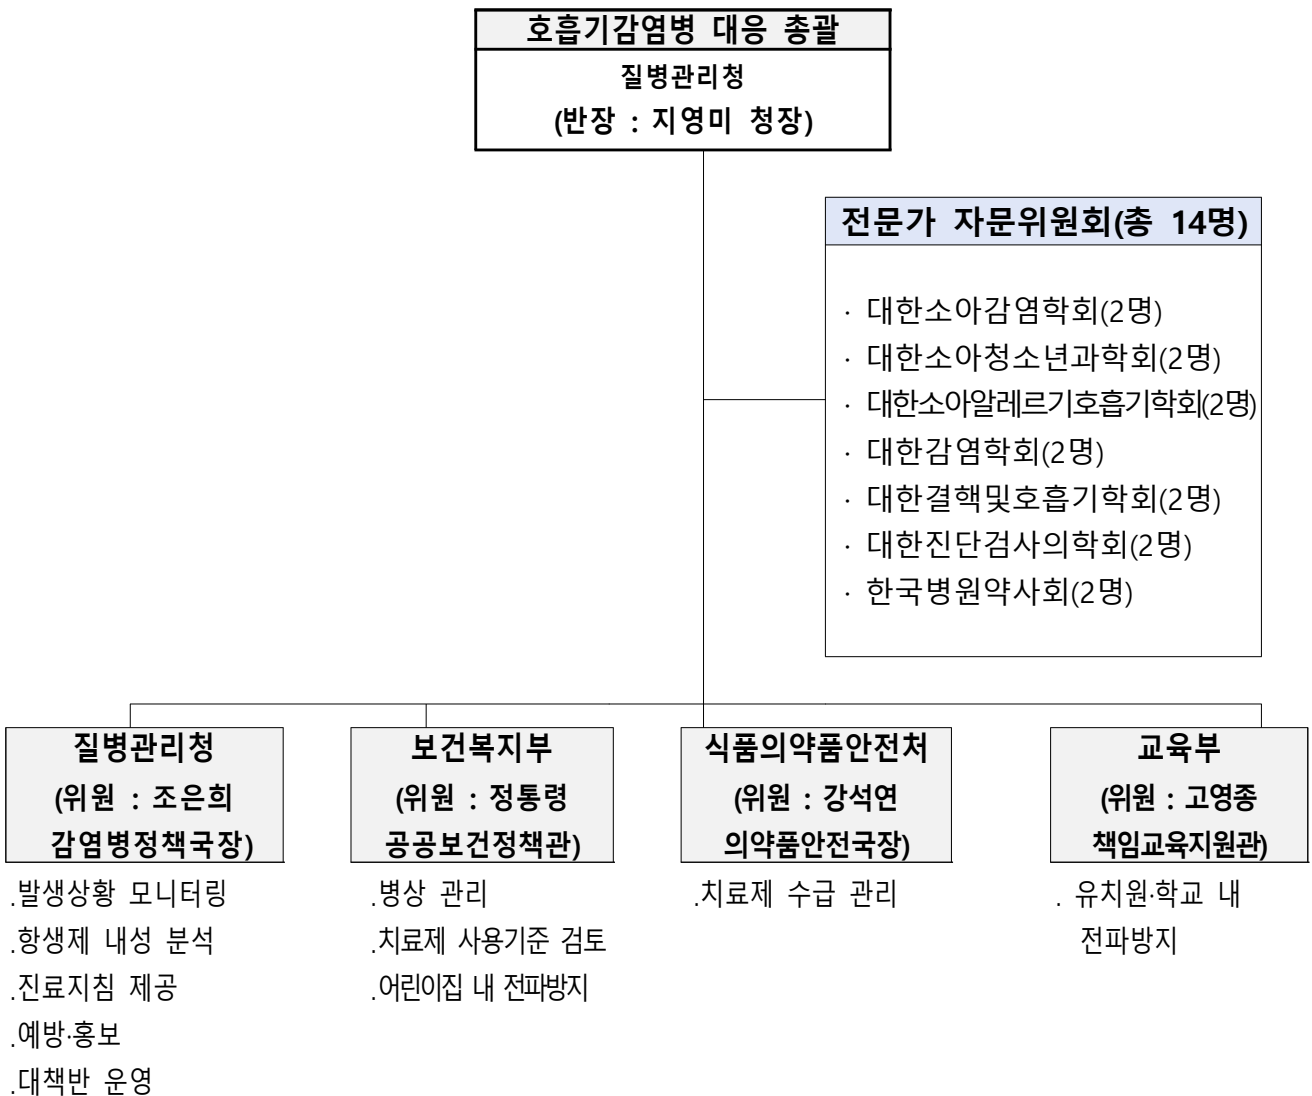 호흡기감염병 대응 총괄
질병관리청
(반장 : 지영미 청장)
전문가 자문위원회(총 14명)
· 대한소아감염학회(2명)
· 대한소아청소년과학회(2명)
· 대한소아알레르기호흡기학회(2명)
· 대한감염학회(2명)
· 대한결핵및호흡기학회(2명)
· 대한진단검사의학회(2명)
· 한국병원약사회(2명)
질병관리청
(위원 : 조은희
감염병정책국장)
.발생상황 모니터링
.항생제 내성 분석
.진료지침 제공
.예방·홍보
.대책반 운영
보건복지부
(위원 : 정통령
공공보건정책관)
.병상 관리
.치료제 사용기준 검토
.어린이집 내 전파방지
식품의약품안전처
(위원 : 강석연
의약품안전국장)
.치료제 수급 관리
교육부
(위원 : 고영종
책임교육지원관)
. 유치원·학교 내
전파방지